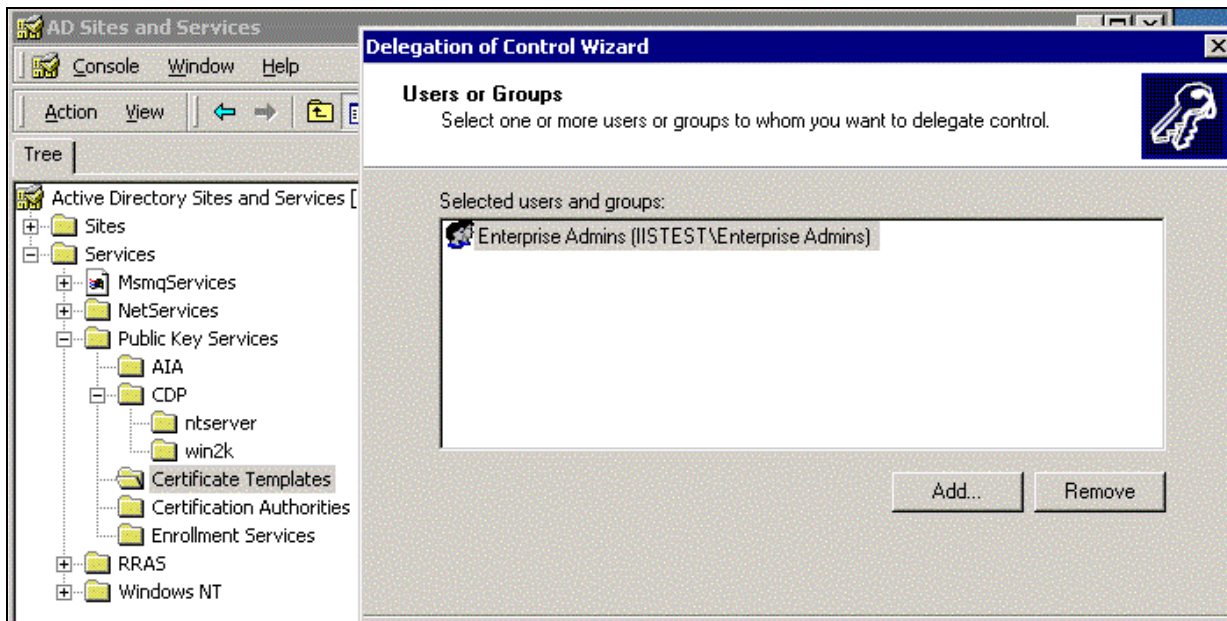 AD Sites and Services
Console Window Help
Action View
Tree
Active Directory Sites and Services [
Sites
Services
MsmqServices
NetServices
Public Key Services
AIA
CDP
ntserver
win2k
Certificate Templates
Certification Authorities
Enrollment Services
RRAS
Windows NT
Delegation of Control Wizard
Users or Groups
Select one or more users or groups to whom you want to delegate control.
Selected users and groups:
Enterprise Admins (IISTEST\Enterprise Admins)
Add... Remove